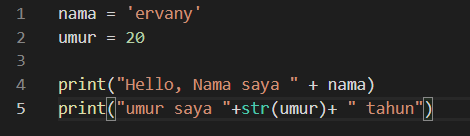 1 nama = 'ervany'
2 umur = 20
3
4 print("Hello, Nama saya " + nama)
5 print("umur saya "+str(umur)+ " tahun")